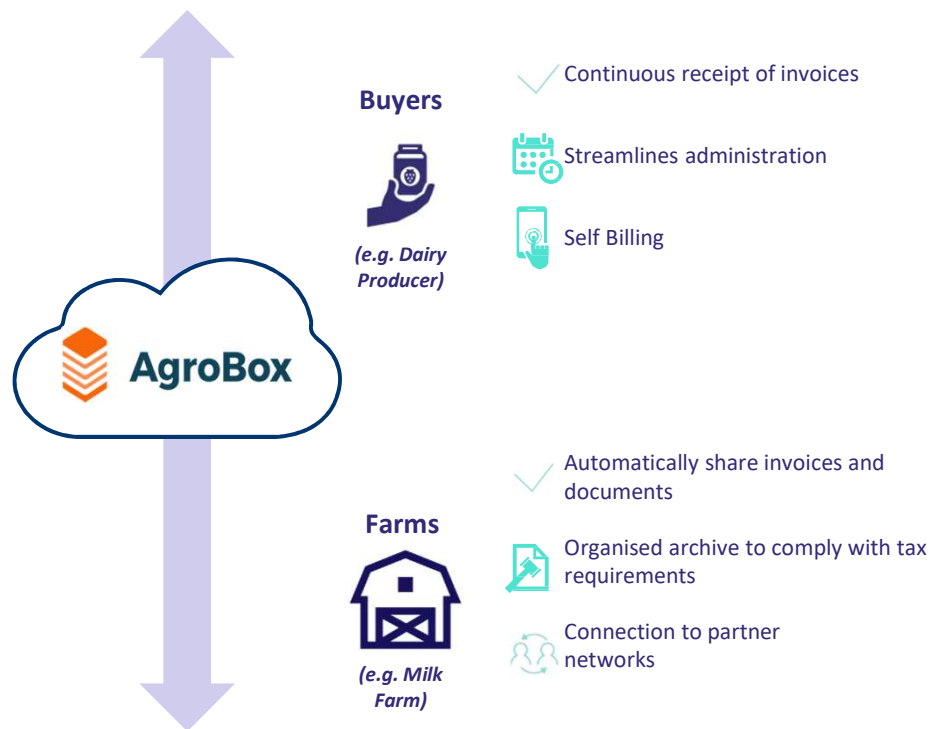 Continuous receipt of invoices
Buyers
Streamlines administration
Self Billing
(e.g. Dairy
Producer)
AgroBox
Automatically share invoices and
documents
Farms
Organised archive to comply with tax
requirements
Connection to partner
networks
(e.g. Milk
Farm)